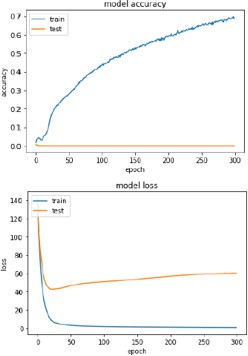 model accuracy
0.7
0.6
0.5
0.4
0.3
0.2
0.1
0.0
accuracy
train
test
0 50 100 150 200 250 300
epoch
model loss
140
120
100
80
60
40
20
0
loss
train
test
0 50 100 150 200 250 300
epoch